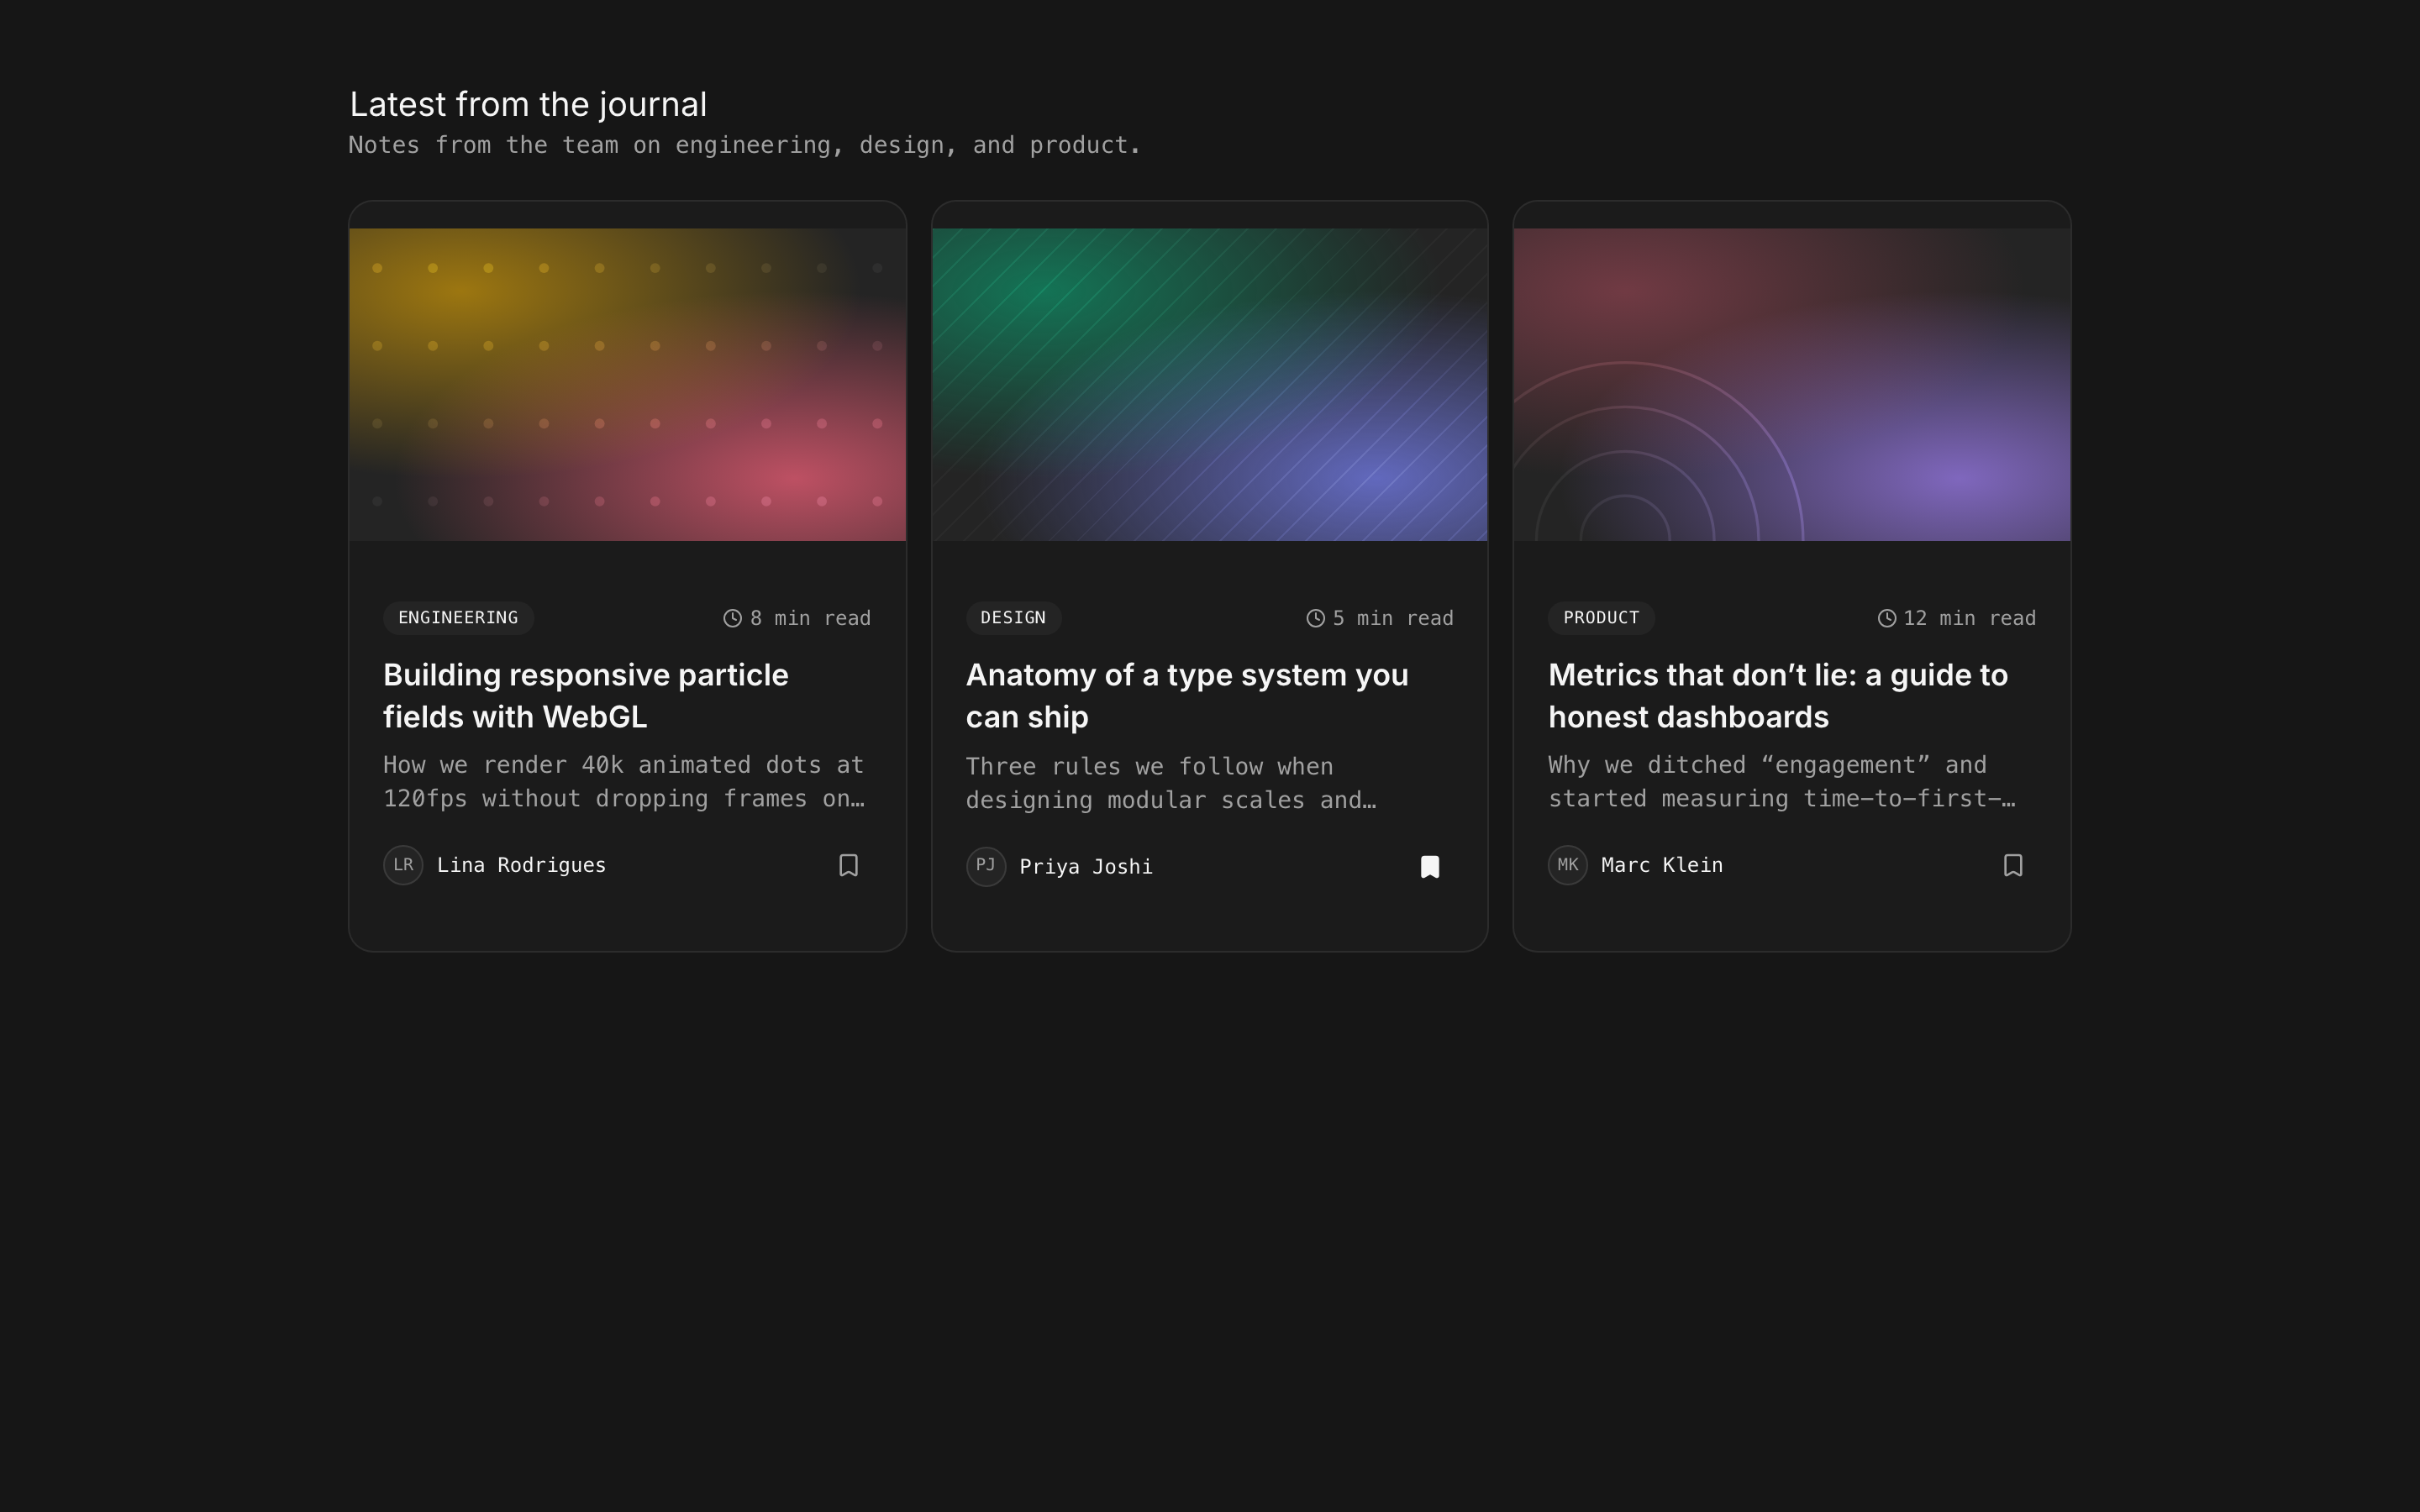 Latest from the journal
Notes from the team on engineering, design, and product.
ENGINEERING
8 min read
Building responsive particle
fields with WebGL
How we render 40k animated dots at
120fps without dropping frames on…
LR
Lina Rodrigues
DESIGN
5 min read
Anatomy of a type system you
can ship
Three rules we follow when
designing modular scales and…
PJ
Priya Joshi
PRODUCT
12 min read
Metrics that don’t lie: a guide to
honest dashboards
Why we ditched “engagement” and
started measuring time-to-first-…
MK
Marc Klein